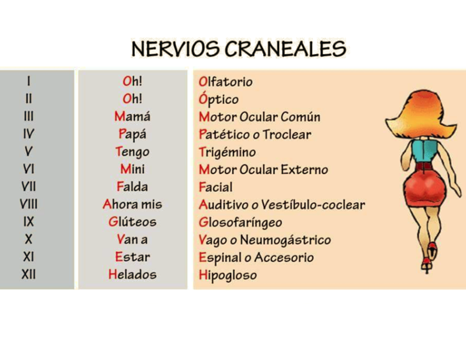 NERVIOS CRANEALES
I Oh! Olfatorio
II Oh! Óptico
III Mamá Motor Ocular Común
IV Papá Patético o Troclear
V Tengo Trigémino
VI Mini Motor Ocular Externo
VII Falda Facial
VIII Ahora mis Auditivo o Vestíbulo-coclear
IX Glúteos Glosofaríngeo
X Van a Vago o Neumogástrico
XI Estar Espinal o Accesorio
XII Helados Hipogloso